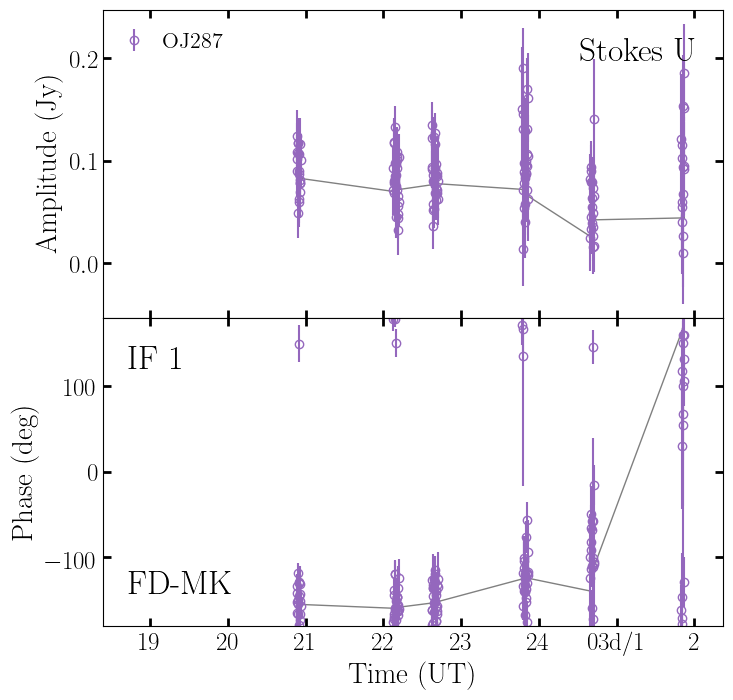 OJ287
Stokes U
Amplitude (Jy)
0.2
0.1
0.0
IF 1
FD-MK
Phase (deg)
100
0
−100
19 20 21 22 23 24 03d/1 2
Time (UT)